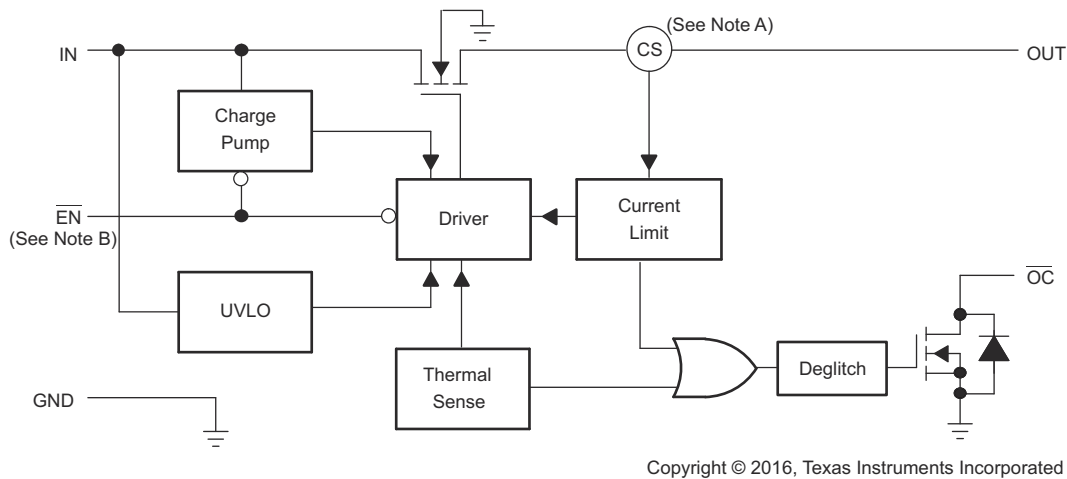 (See Note A)
IN
CS
OUT
Charge
Pump
EN
(See Note B)
Driver
Current
Limit
OC
UVLO
Thermal
Sense
Deglitch
GND
Copyright © 2016, Texas Instruments Incorporated